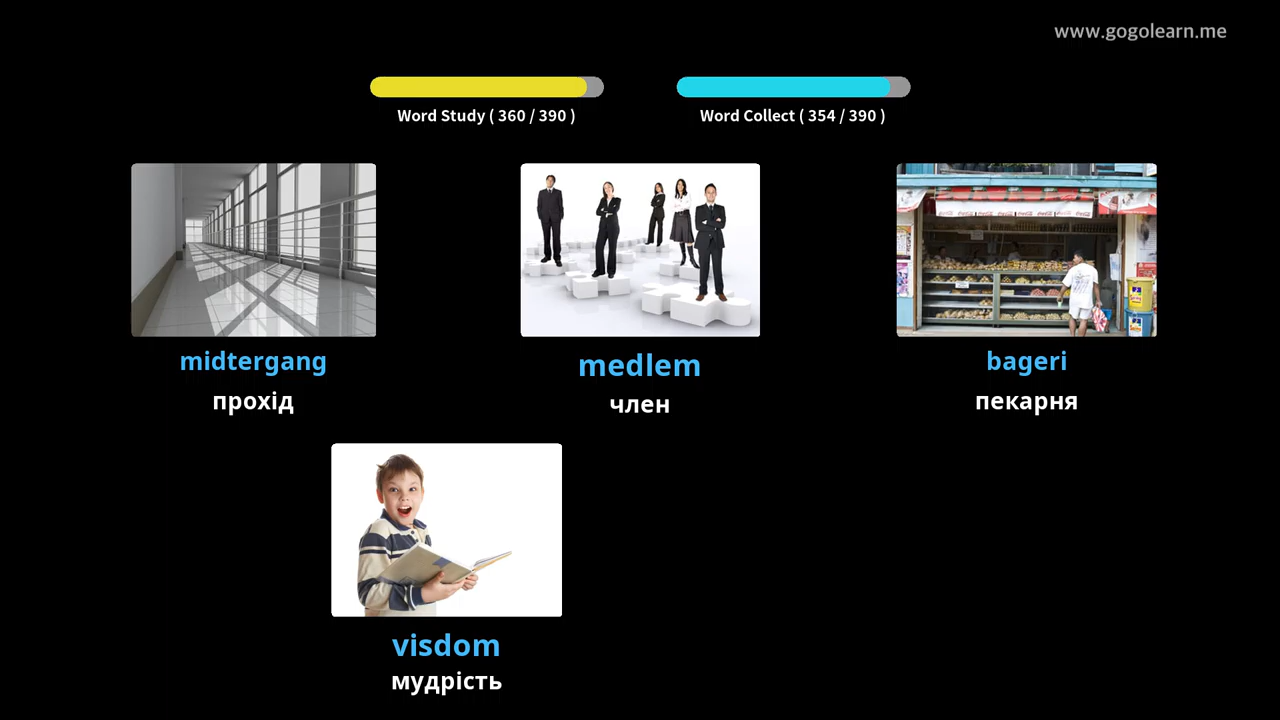 www.gogolearn.me
Word Study ( 360 / 390 )
Word Collect ( 354 / 390 )
midtergang
medlem
bageri
прохід
член
пекарня
visdom
мудрість